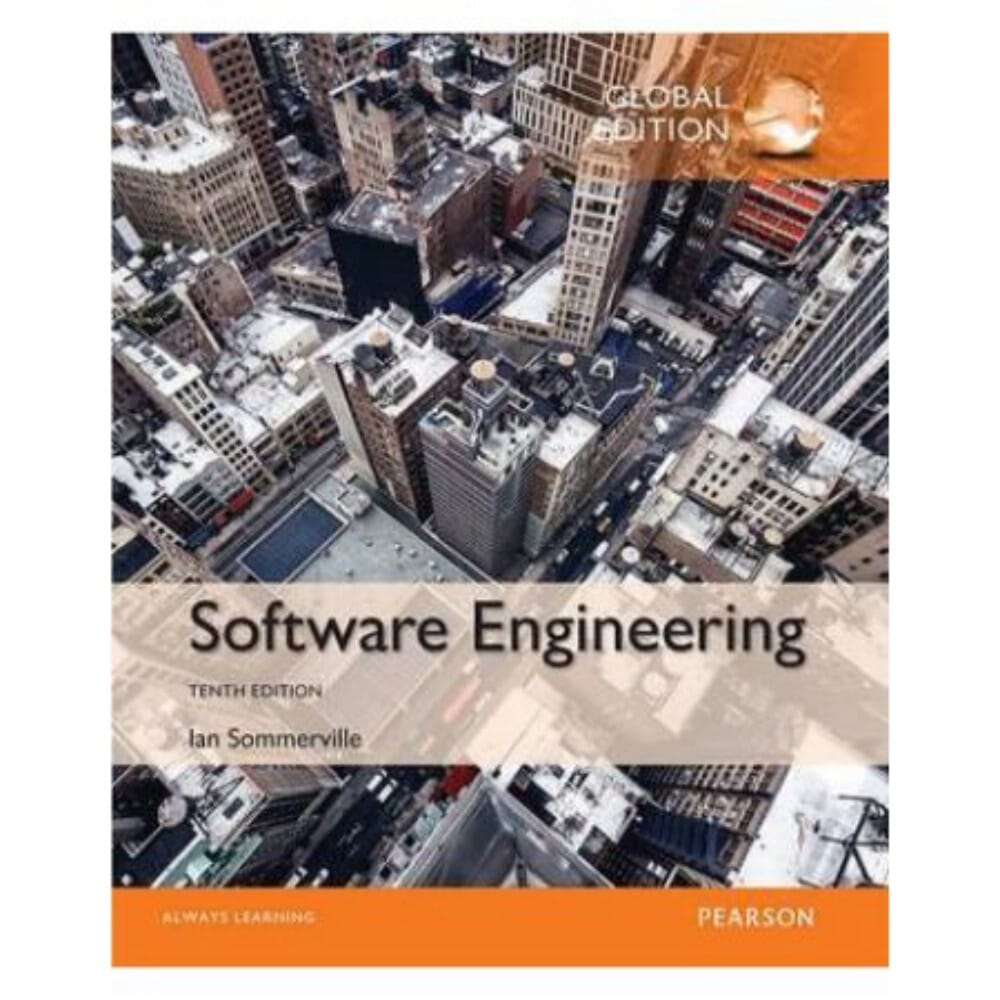 GLOBAL
EDITION
Software Engineering
TENTH EDITION
Ian Sommerville
ALWAYS LEARNING
PEARSON